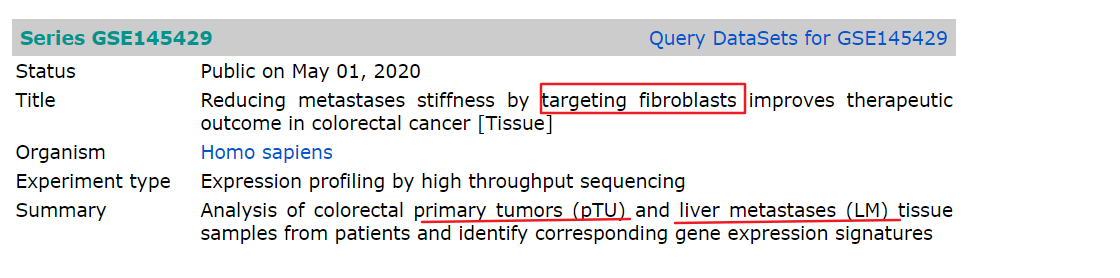 Series GSE145429 Query DataSets for GSE145429
Status Public on May 01, 2020
Title Reducing metastases stiffness by targeting fibroblasts improves therapeutic
outcome in colorectal cancer [Tissue]
Organism Homo sapiens
Experiment type Expression profiling by high throughput sequencing
Summary Analysis of colorectal primary tumors (pTU) and liver metastases (LM) tissue
samples from patients and identify corresponding gene expression signatures